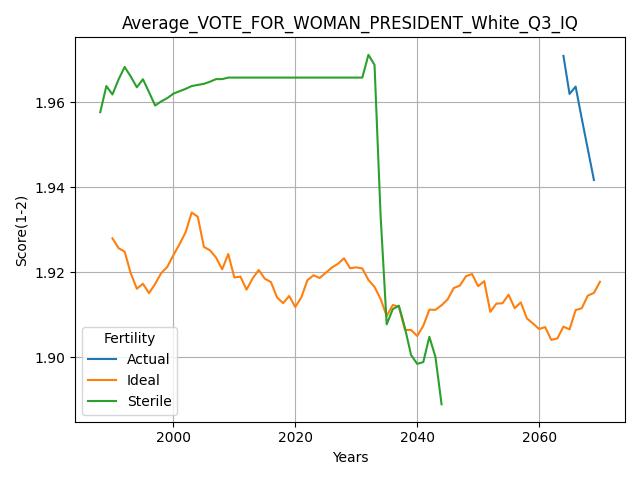 Average_VOTE_FOR_WOMAN_PRESIDENT_White_Q3_IQ
Score(1-2)
1.96
1.94
1.92
1.90
Fertility
Actual
Ideal
Sterile
2000
2020
2040
2060
Years